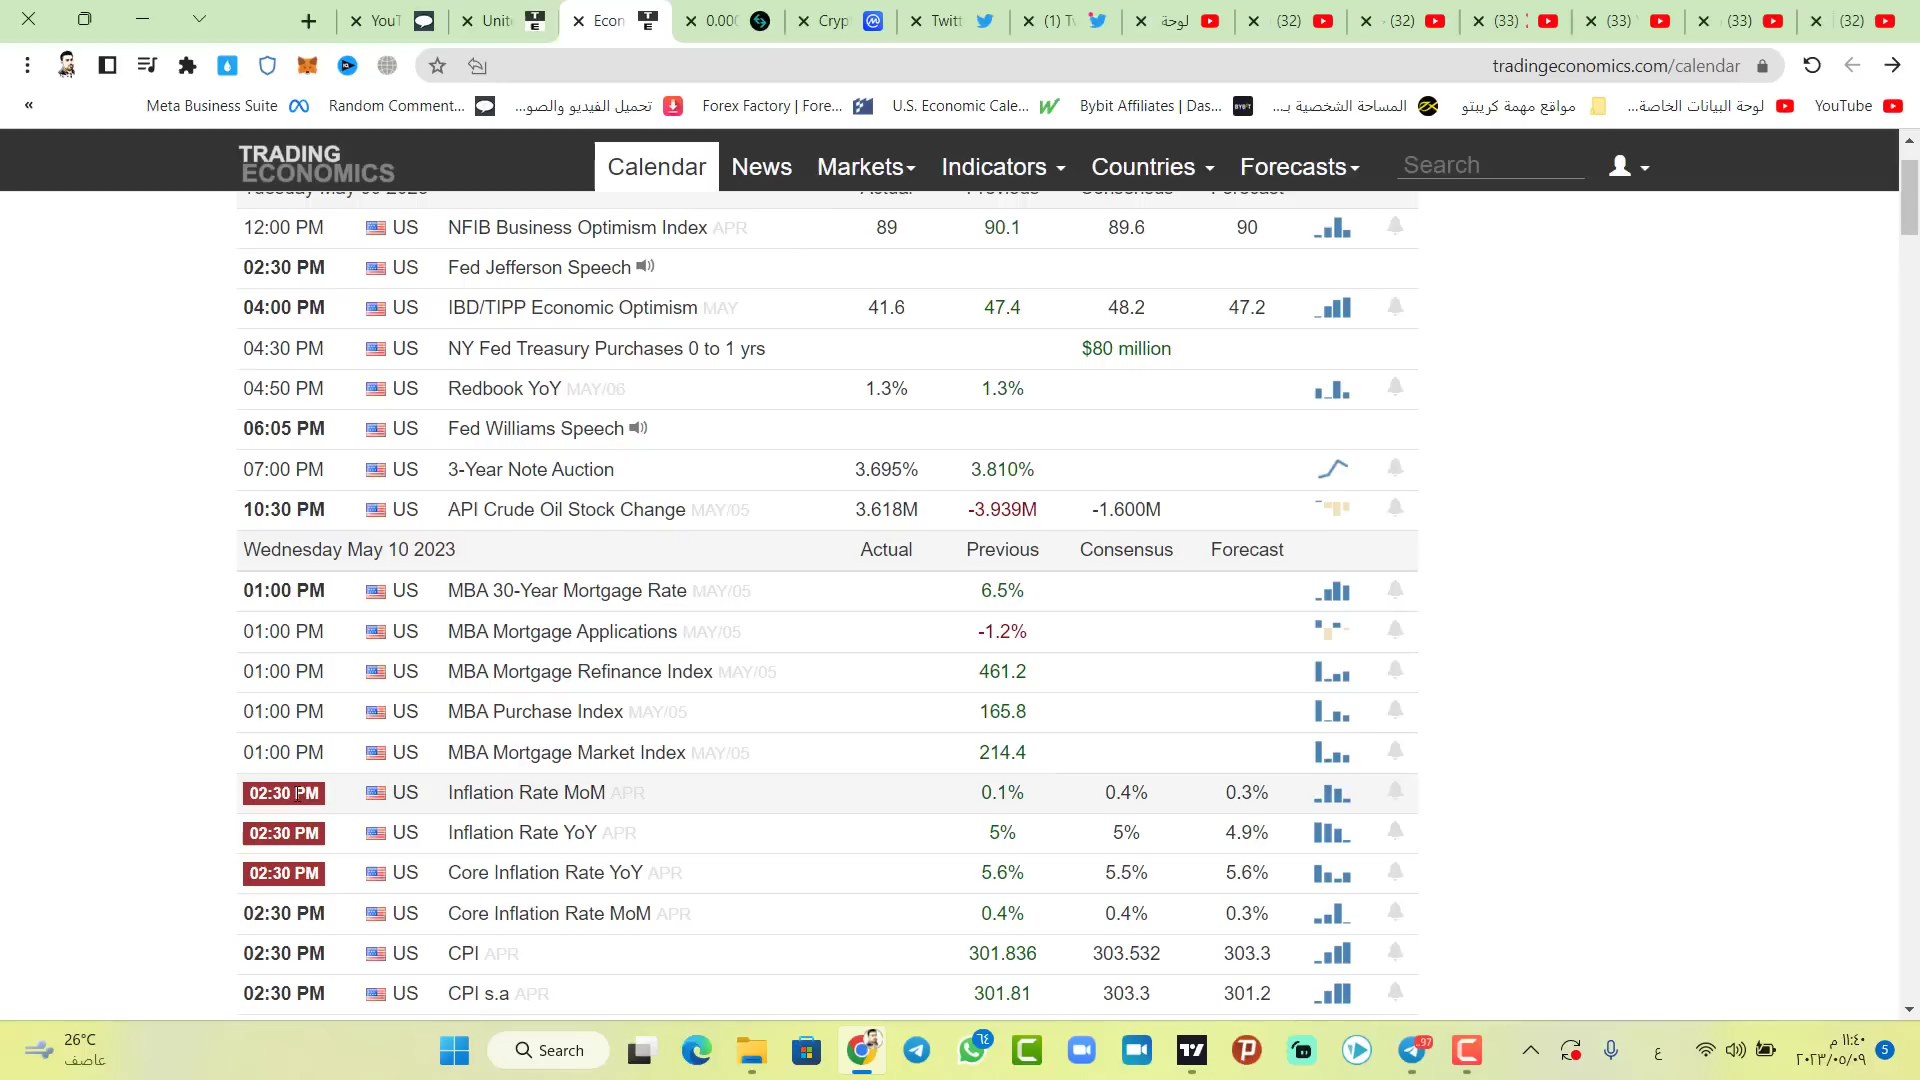 YouT
Unit
Econ
0.000
Cryp
Twitt
(1) Tw
لوحة
(32)
(32)
(33)
(33)
(33)
(32)
tradingeconomics.com/calendar
«
Meta Business Suite
Random Comment...
تحميل الفيديو والصو...
Forex Factory | Fore...
U.S. Economic Cale...
Bybit Affiliates | Das...
المساحة الشخصية بـ...
مواقع مهمة كريبتو
لوحة البيانات الخاصة...
YouTube
TRADING ECONOMICS
Calendar News Markets Indicators Countries Forecasts Search
12:00 PM US NFIB Business Optimism Index APR 89 90.1 89.6 90
02:30 PM US Fed Jefferson Speech
04:00 PM US IBD/TIPP Economic Optimism MAY 41.6 47.4 48.2 47.2
04:30 PM US NY Fed Treasury Purchases 0 to 1 yrs $80 million
04:50 PM US Redbook YoY MAY/06 1.3% 1.3%
06:05 PM US Fed Williams Speech
07:00 PM US 3-Year Note Auction 3.695% 3.810%
10:30 PM US API Crude Oil Stock Change MAY/05 3.618M -3.939M -1.600M
Wednesday May 10 2023 Actual Previous Consensus Forecast
01:00 PM US MBA 30-Year Mortgage Rate MAY/05 6.5%
01:00 PM US MBA Mortgage Applications MAY/05 -1.2%
01:00 PM US MBA Mortgage Refinance Index MAY/05 461.2
01:00 PM US MBA Purchase Index MAY/05 165.8
01:00 PM US MBA Mortgage Market Index MAY/05 214.4
02:30 PM US Inflation Rate MoM APR 0.1% 0.4% 0.3%
02:30 PM US Inflation Rate YoY APR 5% 5% 4.9%
02:30 PM US Core Inflation Rate YoY APR 5.6% 5.5% 5.6%
02:30 PM US Core Inflation Rate MoM APR 0.4% 0.4% 0.3%
02:30 PM US CPI APR 301.836 303.532 303.3
02:30 PM US CPI s.a APR 301.81 303.3 301.2
26°C
عاصف
Search
٦٤
97
ع
١١:٤٠ م
٢٠٢٣/٠٥/٠٩
5